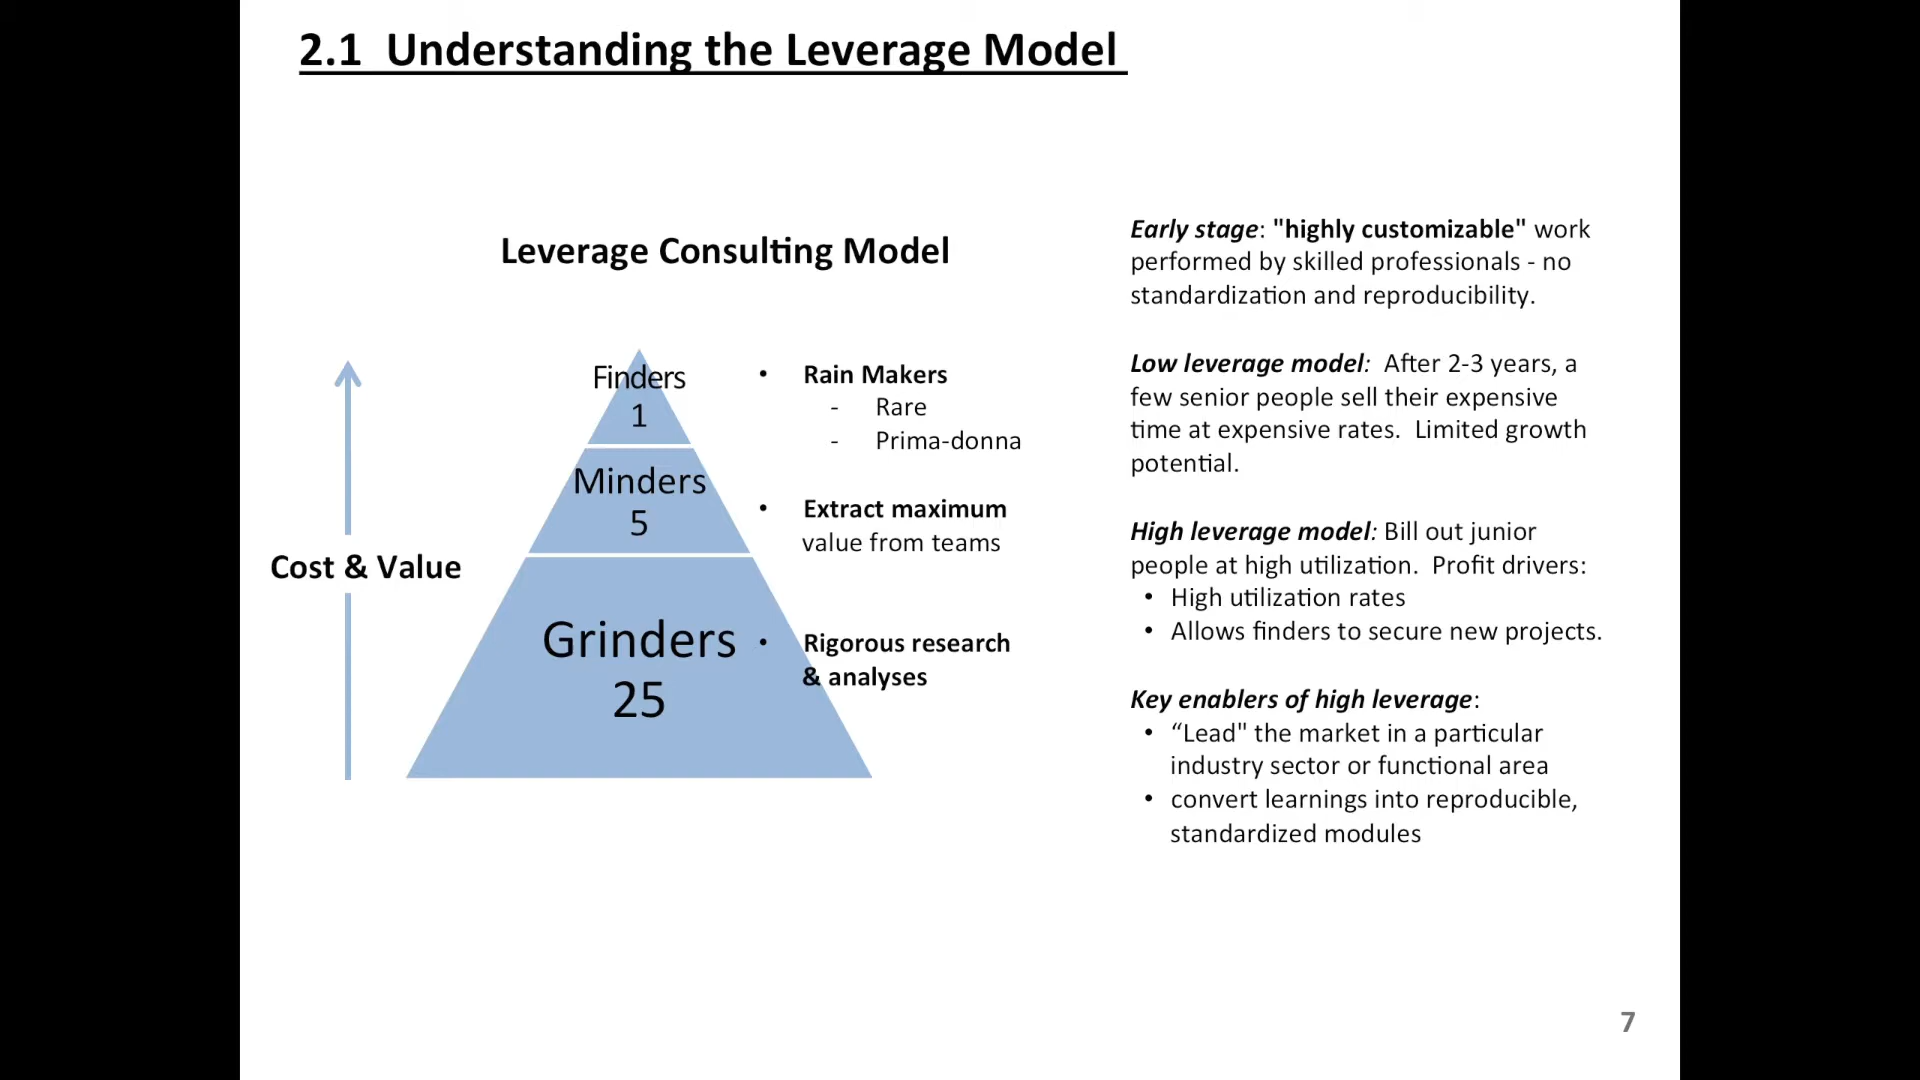 2.1  Understanding the Leverage Model
Leverage Consulting Model
Cost & Value
Finders
1
Minders
5
Grinders
25
• Rain Makers
- Rare
- Prima-donna
• Extract maximum
value from teams
• Rigorous research
& analyses
Early stage: "highly customizable" work
performed by skilled professionals - no
standardization and reproducibility.
Low leverage model:  After 2-3 years, a
few senior people sell their expensive
time at expensive rates.  Limited growth
potential.
High leverage model: Bill out junior
people at high utilization.  Profit drivers:
• High utilization rates
• Allows finders to secure new projects.
Key enablers of high leverage:
• “Lead" the market in a particular
industry sector or functional area
• convert learnings into reproducible,
standardized modules
7